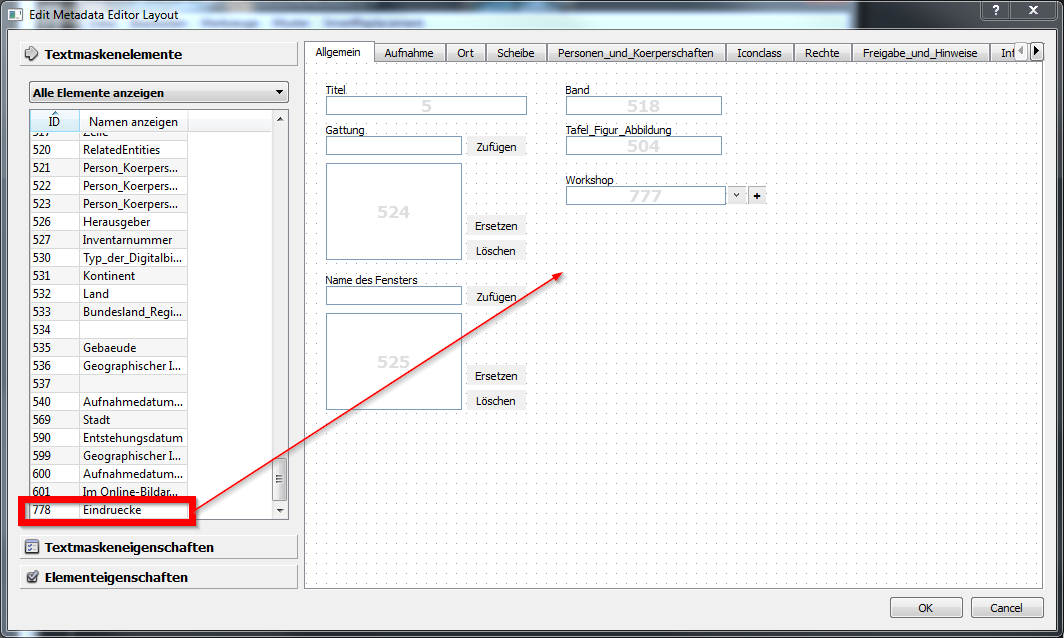 Edit Metadata Editor Layout
Textmaskenelemente
Alle Elemente anzeigen
ID Namen anzeigen
517 Zeile
520 RelatedEntities
521 Person_Koerpers...
522 Person_Koerpers...
523 Person_Koerpers...
526 Herausgeber
527 Inventarnummer
530 Typ_der_Digitalbi...
531 Kontinent
532 Land
533 Bundesland_Regi...
534
535 Gebaeude
536 Geographischer I...
537
540 Aufnahmedatum...
569 Stadt
590 Entstehungsdatum
599 Geographischer I...
600 Aufnahmedatum...
601 Im Online-Bildar...
778 Eindruecke
Textmaskeneigenschaften
Elementeigenschaften
Allgemein Aufnahme Ort Scheibe Personen_und_Koerperschaften Iconclass Rechte Freigabe_und_Hinweise Inf
Titel
5
Gattung
Zufügen
524
Ersetzen
Löschen
Name des Fensters
Zufügen
525
Ersetzen
Löschen
Band
518
Tafel_Figur_Abbildung
504
Workshop
777
+
OK Cancel